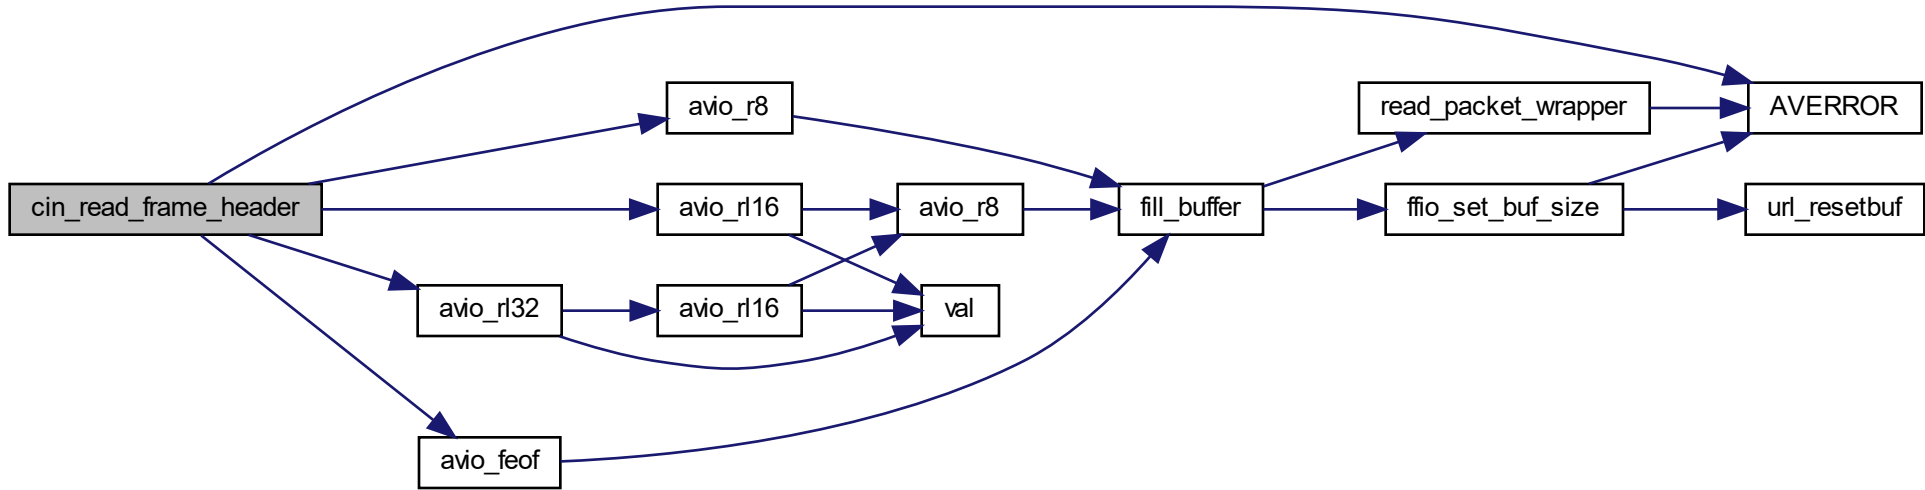 avio_r8
read_packet_wrapper
AVERROR
cin_read_frame_header
avio_rl16
avio_r8
fill_buffer
ffio_set_buf_size
url_resetbuf
avio_rl32
avio_rl16
val
avio_feof